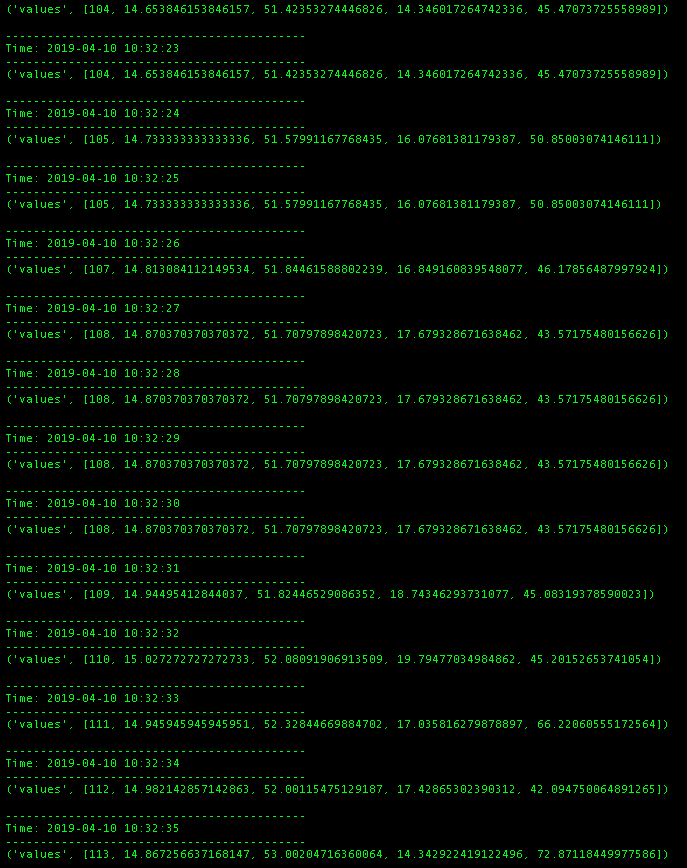 ('values', [104, 14.653846153846157, 51.42353274446826, 14.346017264742336, 45.47073725558989])
-------------------------------------------
Time: 2019-04-10 10:32:23
-------------------------------------------
('values', [104, 14.653846153846157, 51.42353274446826, 14.346017264742336, 45.47073725558989])
-------------------------------------------
Time: 2019-04-10 10:32:24
-------------------------------------------
('values', [105, 14.733333333333336, 51.57991167768435, 16.07681381179387, 50.85003074146111])
-------------------------------------------
Time: 2019-04-10 10:32:25
-------------------------------------------
('values', [105, 14.733333333333336, 51.57991167768435, 16.07681381179387, 50.85003074146111])
-------------------------------------------
Time: 2019-04-10 10:32:26
-------------------------------------------
('values', [107, 14.813084112149534, 51.84461588802239, 16.849160839548077, 46.17856487997924])
-------------------------------------------
Time: 2019-04-10 10:32:27
-------------------------------------------
('values', [108, 14.870370370370372, 51.70797898420723, 17.679328671638462, 43.57175480156626])
-------------------------------------------
Time: 2019-04-10 10:32:28
-------------------------------------------
('values', [108, 14.870370370370372, 51.70797898420723, 17.679328671638462, 43.57175480156626])
-------------------------------------------
Time: 2019-04-10 10:32:29
-------------------------------------------
('values', [108, 14.870370370370372, 51.70797898420723, 17.679328671638462, 43.57175480156626])
-------------------------------------------
Time: 2019-04-10 10:32:30
-------------------------------------------
('values', [108, 14.870370370370372, 51.70797898420723, 17.679328671638462, 43.57175480156626])
-------------------------------------------
Time: 2019-04-10 10:32:31
-------------------------------------------
('values', [109, 14.94495412844037, 51.82446529086352, 18.74346293731077, 45.08319378590023])
-------------------------------------------
Time: 2019-04-10 10:32:32
-------------------------------------------
('values', [110, 15.027272727272733, 52.08091906913509, 19.79477034984862, 45.20152653741054])
-------------------------------------------
Time: 2019-04-10 10:32:33
-------------------------------------------
('values', [111, 14.945945945945951, 52.32844669884702, 17.035816279878897, 66.22060555172564])
-------------------------------------------
Time: 2019-04-10 10:32:34
-------------------------------------------
('values', [112, 14.982142857142863, 52.00115475129187, 17.42865302390312, 42.094750064891265])
-------------------------------------------
Time: 2019-04-10 10:32:35
-------------------------------------------
('values', [113, 14.867256637168147, 53.00204716360064, 14.342922419122496, 72.87118449977586])